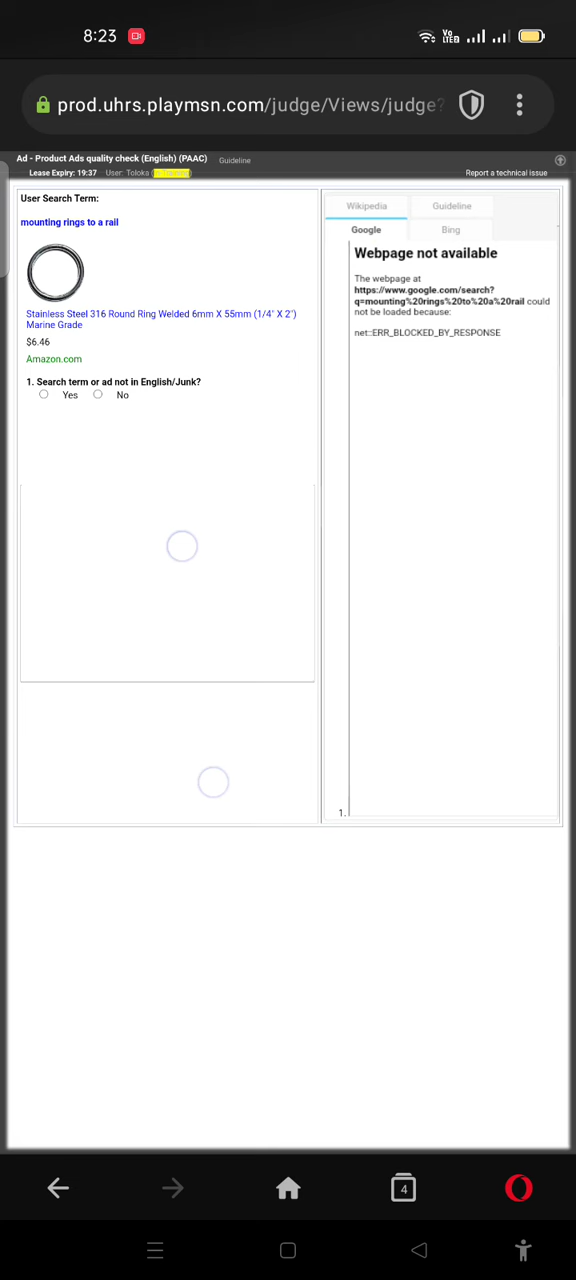 8:23
Vo
LTE2
prod.uhrs.playmsn.com/judge/Views/judge?
Ad - Product Ads quality check (English) (PAAC) Guideline
Lease Expiry: 19:37 User: Toloka (In Training)
Report a technical issue
User Search Term:
mounting rings to a rail
Stainless Steel 316 Round Ring Welded 6mm X 55mm (1/4" X 2")
Marine Grade
$6.46
Amazon.com
1. Search term or ad not in English/Junk?
Yes No
Wikipedia Guideline
Google Bing
Webpage not available
The webpage at
https://www.google.com/search?
q=mounting%20rings%20to%20a%20rail could
not be loaded because:
net::ERR_BLOCKED_BY_RESPONSE
1.
4